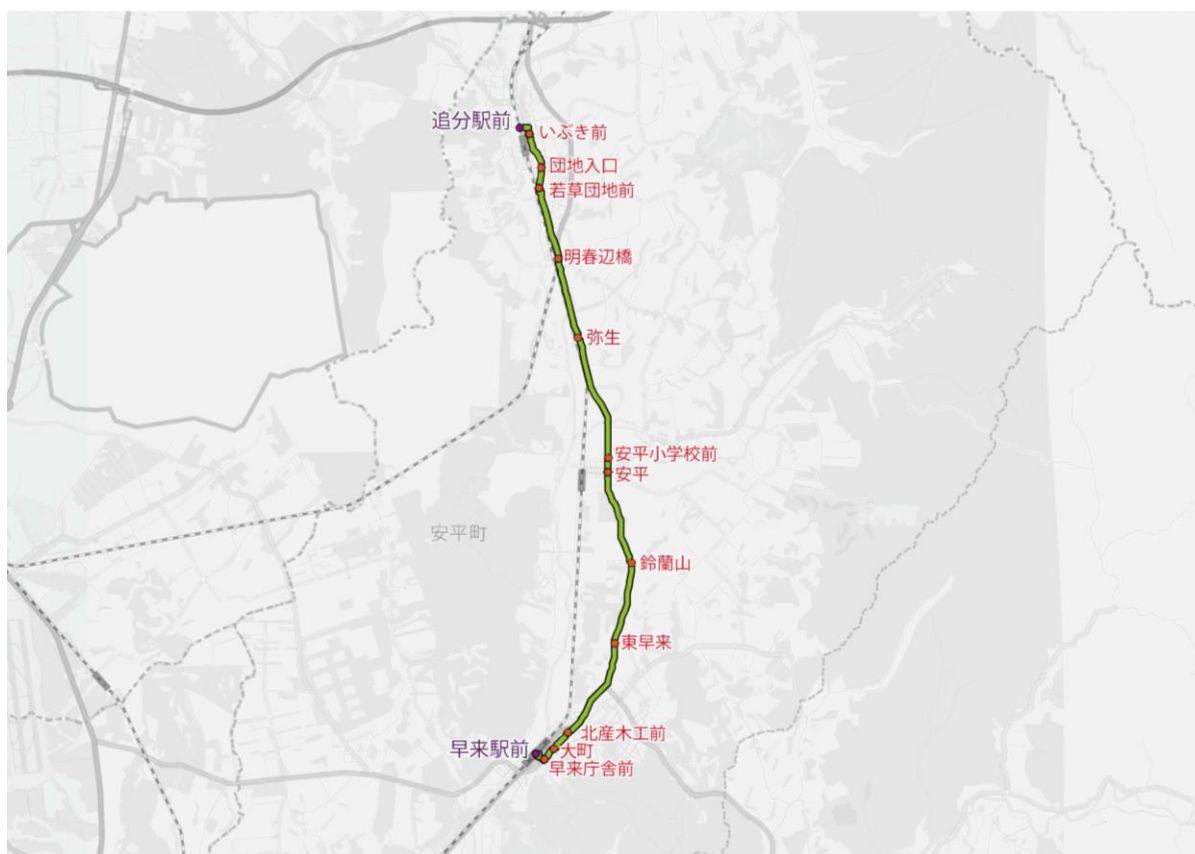 追分駅前
いぶき前
団地入口
若草団地前
明春辺橋
弥生
安平小学校前
安平
安平町
鈴蘭山
東早来
北産木工前
早来駅前
大町
早来庁舎前